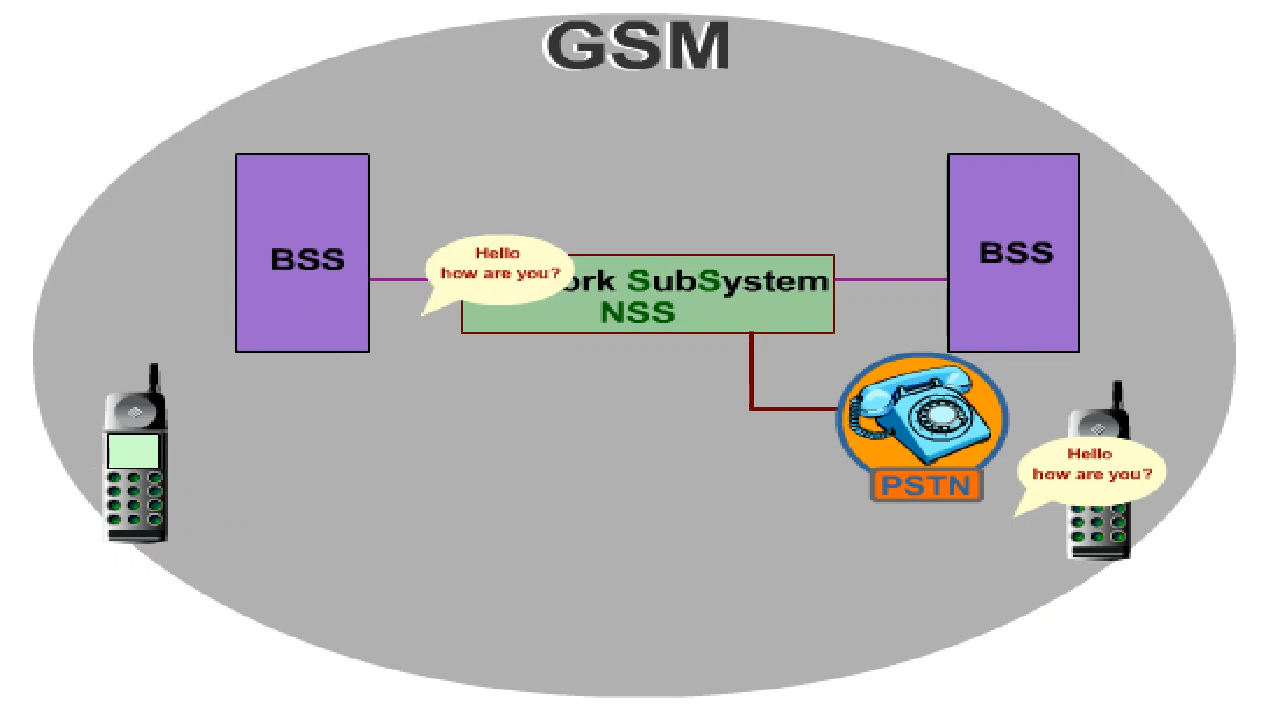 GSM
BSS
BSS
Hello
how are you?
ork SubSystem
NSS
Hello
how are you?
PSTN